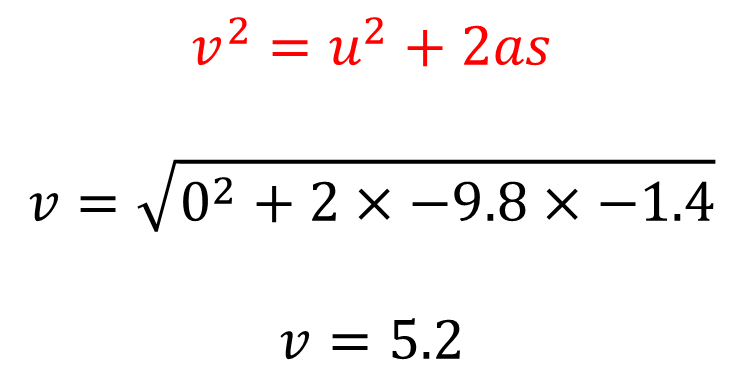 v² = u² + 2as
v = √0² + 2 × −9.8 × −1.4
v = 5.2